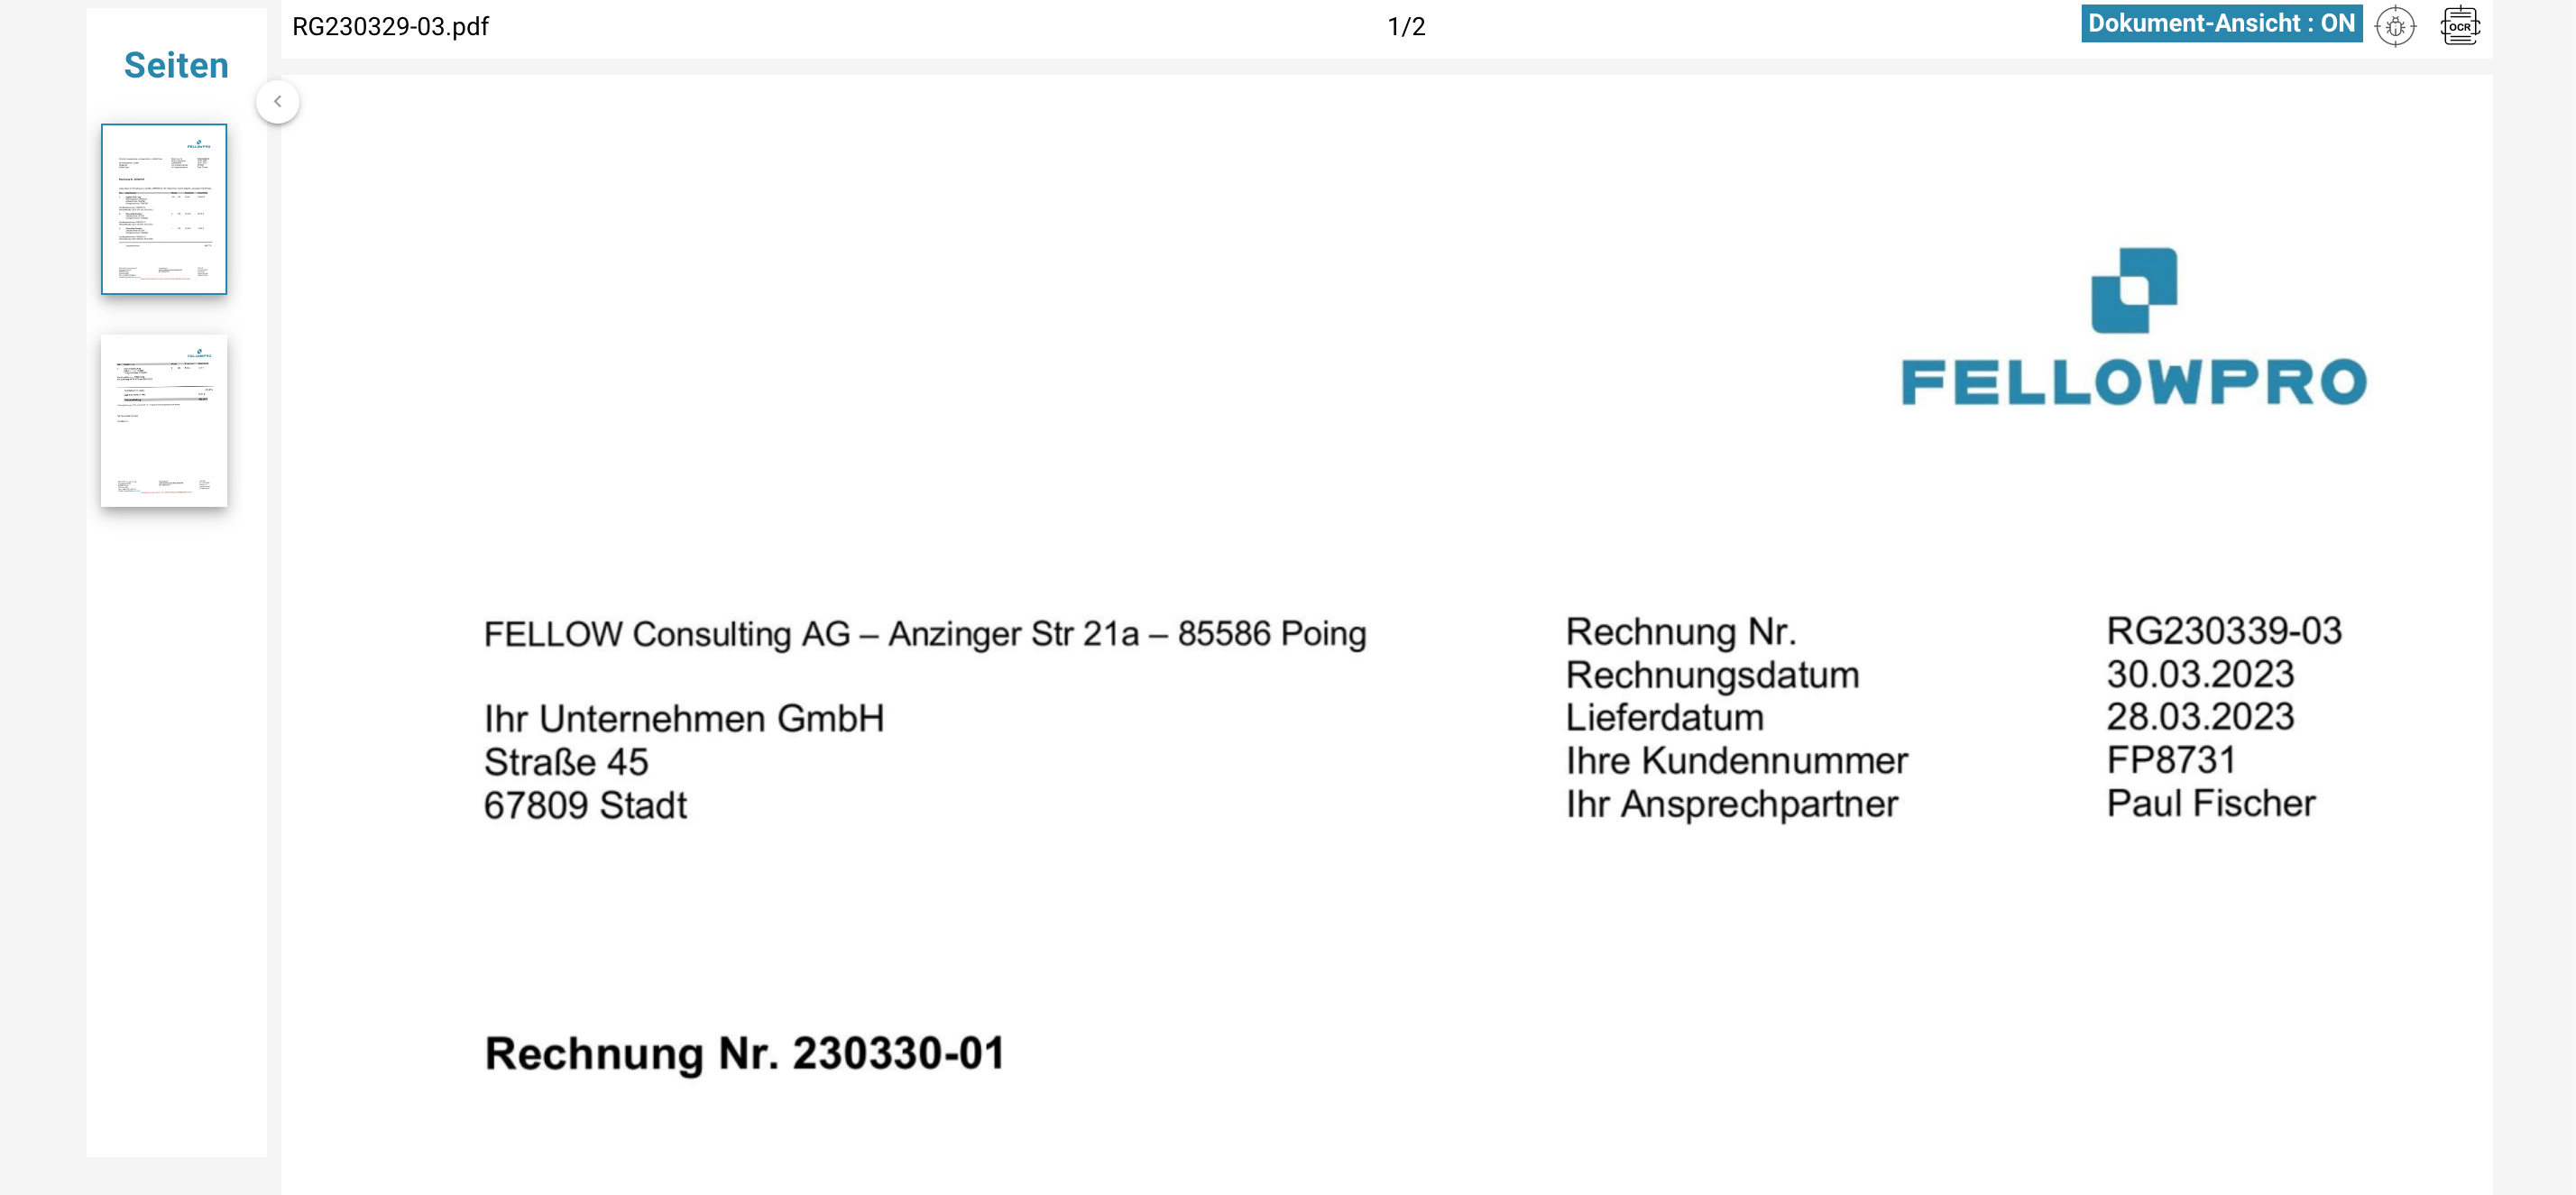 RG230329-03.pdf
1/2
Dokument-Ansicht : ON
OCR
Seiten
FELLOWPRO
FELLOW Consulting AG – Anzinger Str 21a – 85586 Poing
Ihr Unternehmen GmbH
Straße 45
67809 Stadt
Rechnung Nr. RG230339-03
Rechnungsdatum 30.03.2023
Lieferdatum 28.03.2023
Ihre Kundennummer FP8731
Ihr Ansprechpartner Paul Fischer
Rechnung Nr. 230330-01